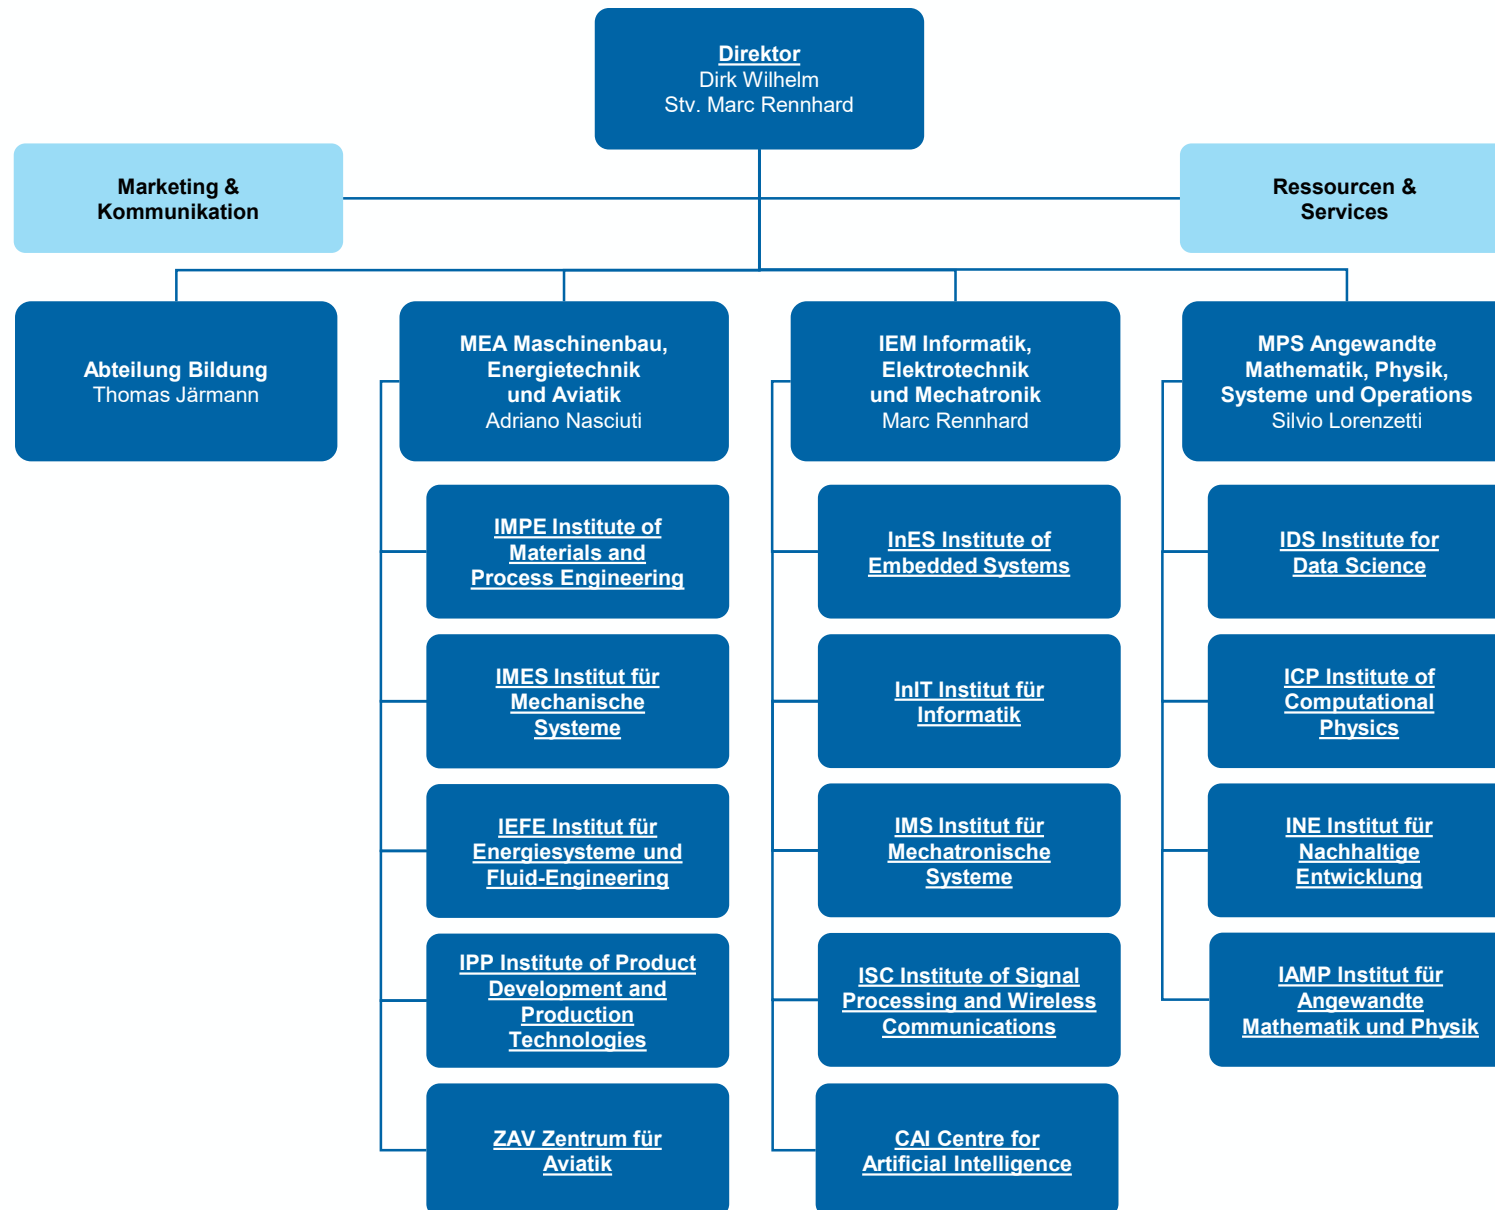 Direktor
Dirk Wilhelm
Stv. Marc Rennhard
Marketing &
Kommunikation
Ressourcen &
Services
Abteilung Bildung
Thomas Järmann
MEA Maschinenbau,
Energietechnik
und Aviatik
Adriano Nasciuti
IEM Informatik,
Elektrotechnik
und Mechatronik
Marc Rennhard
MPS Angewandte
Mathematik, Physik,
Systeme und Operations
Silvio Lorenzetti
IMPE Institute of
Materials and
Process Engineering
InES Institute of
Embedded Systems
IDS Institute for
Data Science
IMES Institut für
Mechanische
Systeme
InIT Institut für
Informatik
ICP Institute of
Computational
Physics
IEFE Institut für
Energiesysteme und
Fluid-Engineering
IMS Institut für
Mechatronische
Systeme
INE Institut für
Nachhaltige
Entwicklung
IPP Institute of Product
Development and
Production
Technologies
ISC Institute of Signal
Processing and Wireless
Communications
IAMP Institut für
Angewandte
Mathematik und Physik
ZAV Zentrum für
Aviatik
CAI Centre for
Artificial Intelligence